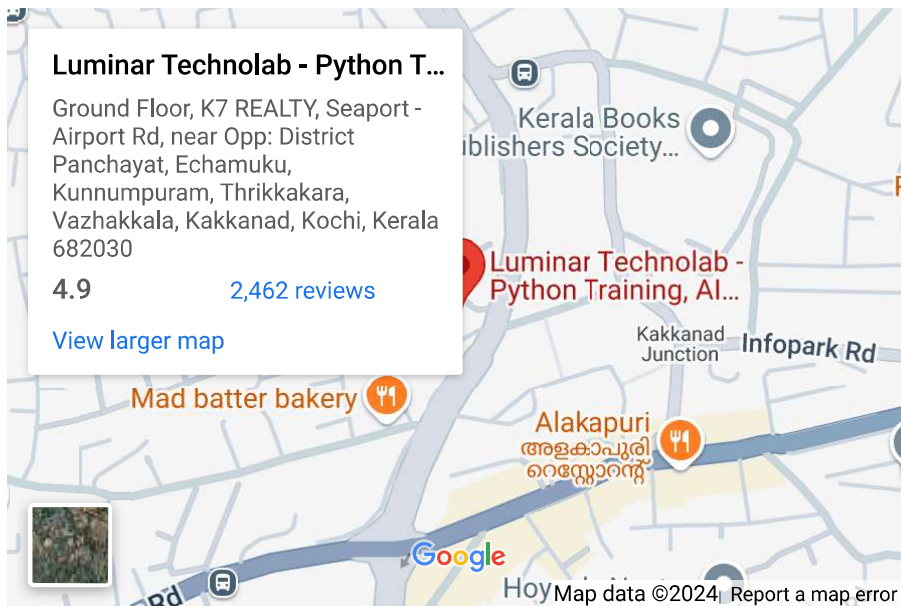 Luminar Technolab - Python T...
Ground Floor, K7 REALTY, Seaport -
Airport Rd, near Opp: District
Panchayat, Echamuku,
Kunnumpuram, Thrikkakara,
Vazhakkala, Kakkanad, Kochi, Kerala
682030
4.9 2,462 reviews
View larger map
Kerala Books
ublishers Society...
Luminar Technolab -
Python Training, AI...
Kakkanad
Junction
Infopark Rd
Mad batter bakery
Alakapuri
അളകാപുരി
റെസ്റ്റോറന്റ്
Google
Rd
Map data ©2024
Report a map error